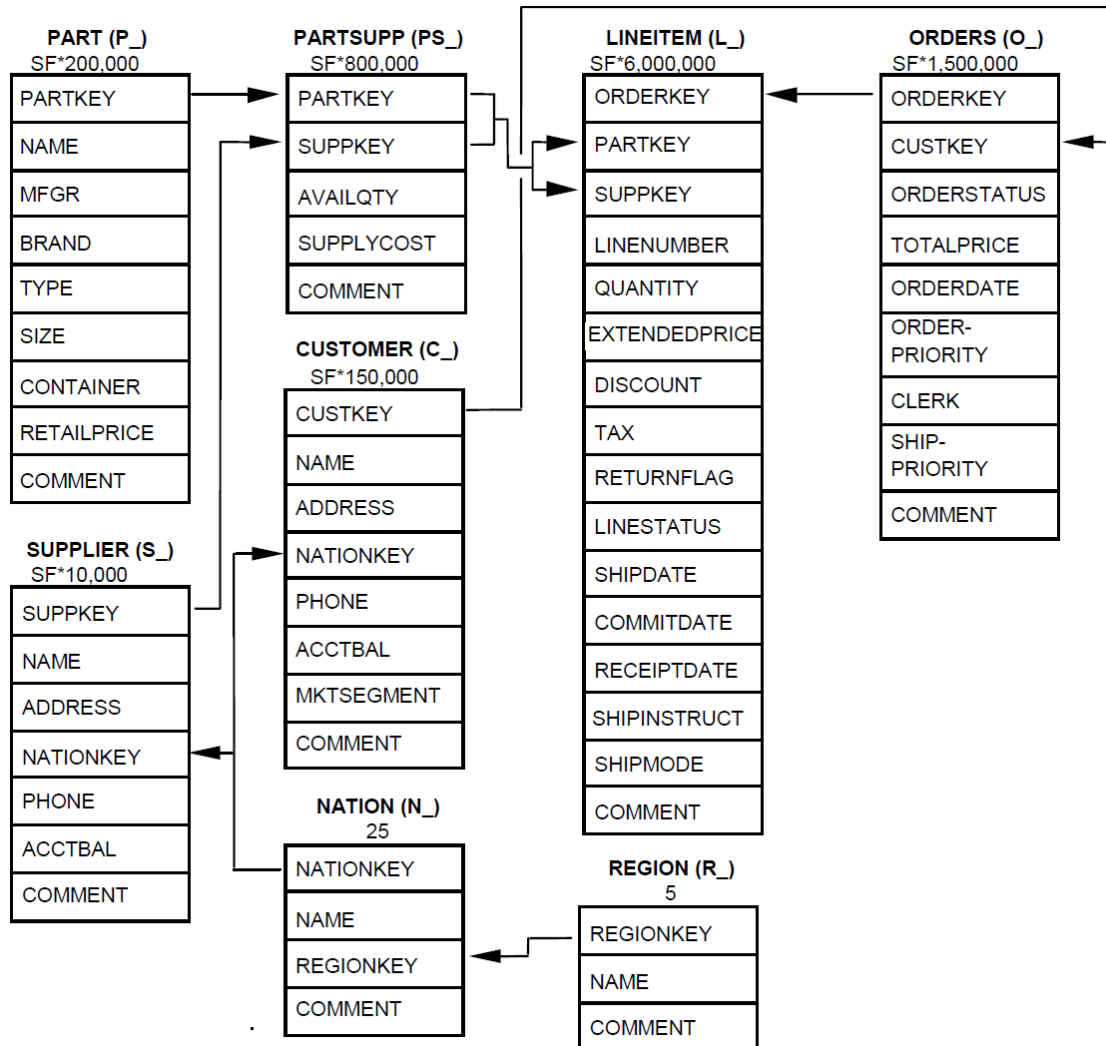 PART (P_)
SF*200,000
PARTKEY
NAME
MFGR
BRAND
TYPE
SIZE
CONTAINER
RETAILPRICE
COMMENT
SUPPLIER (S_)
SF*10,000
SUPPKEY
NAME
ADDRESS
NATIONKEY
PHONE
ACCTBAL
COMMENT
PARTSUPP (PS_)
SF*800,000
PARTKEY
SUPPKEY
AVAILQTY
SUPPLYCOST
COMMENT
CUSTOMER (C_)
SF*150,000
CUSTKEY
NAME
ADDRESS
NATIONKEY
PHONE
ACCTBAL
MKTSEGMENT
COMMENT
NATION (N_)
25
NATIONKEY
NAME
REGIONKEY
COMMENT
LINEITEM (L_)
SF*6,000,000
ORDERKEY
PARTKEY
SUPPKEY
LINENUMBER
QUANTITY
EXTENDEDPRICE
DISCOUNT
TAX
RETURNFLAG
LINESTATUS
SHIPDATE
COMMITDATE
RECEIPTDATE
SHIPINSTRUCT
SHIPMODE
COMMENT
REGION (R_)
5
REGIONKEY
NAME
COMMENT
ORDERS (O_)
SF*1,500,000
ORDERKEY
CUSTKEY
ORDERSTATUS
TOTALPRICE
ORDERDATE
ORDER-
PRIORITY
CLERK
SHIP-
PRIORITY
COMMENT